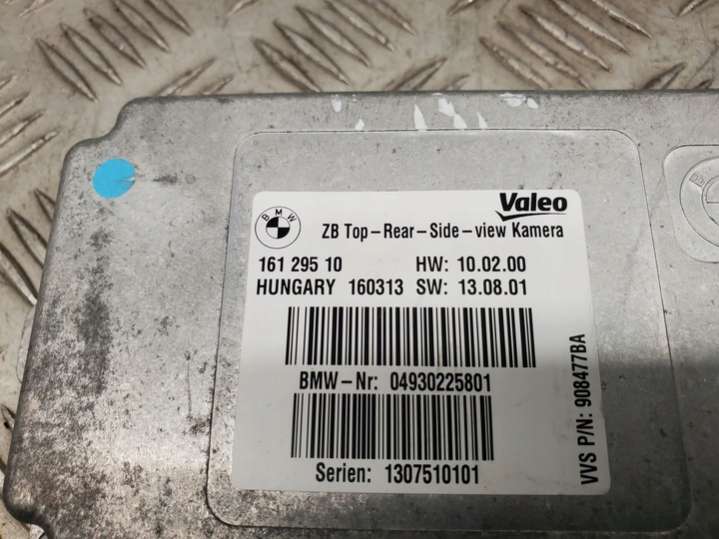 BMW
Valeo
ZB Top-Rear-Side-view Kamera
161 295 10 HW: 10.02.00
HUNGARY 160313 SW: 13.08.01
BMW-Nr: 04930225801
Serien: 1307510101
VVS P/N: 908477BA